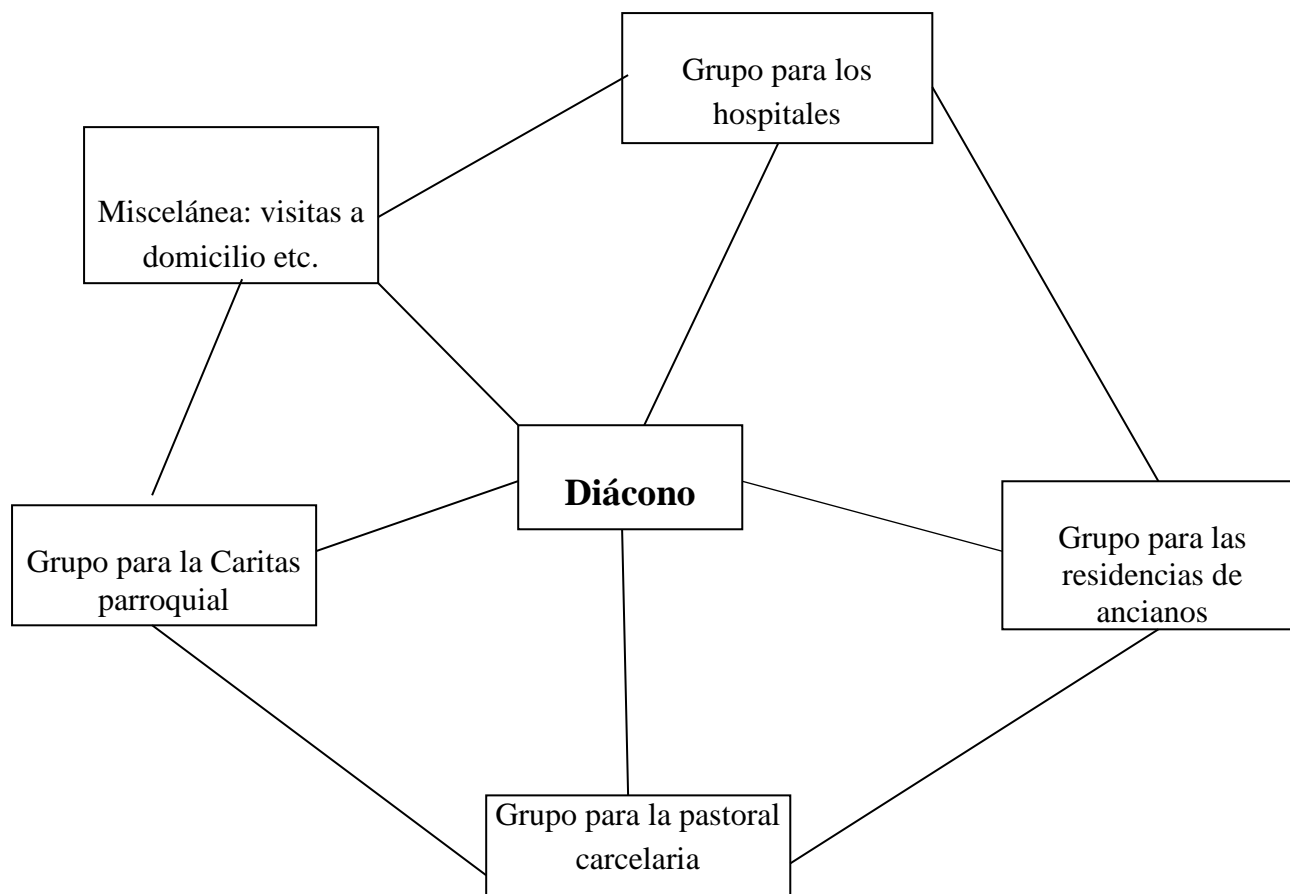 Grupo para los
hospitales
Miscelánea: visitas a
domicilio etc.
Diácono
Grupo para la Caritas
parroquial
Grupo para las
residencias de
ancianos
Grupo para la pastoral
carcelaria